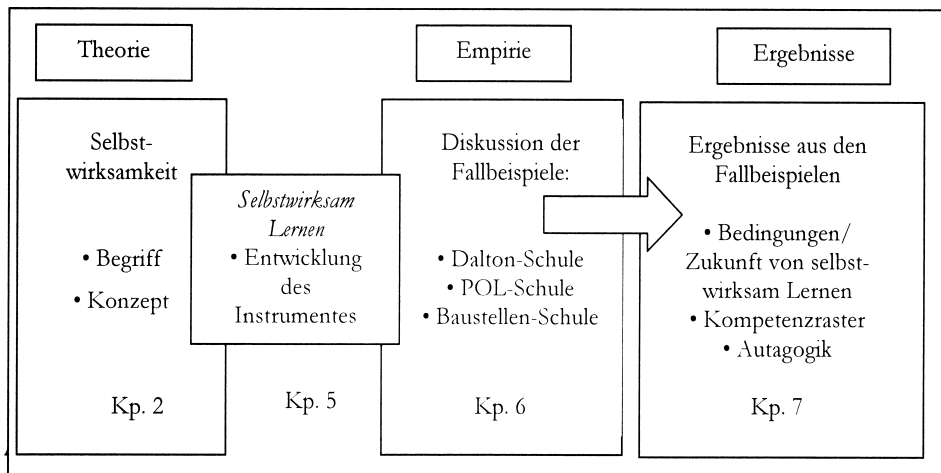 Theorie
Empirie
Ergebnisse
Selbst-
wirksamkeit
• Begriff
• Konzept
Kp. 2
Selbstwirksam
Lernen
• Entwicklung
des
Instrumentes
Kp. 5
Diskussion der
Fallbeispiele:
• Dalton-Schule
• POL-Schule
• Baustellen-Schule
Kp. 6
Ergebnisse aus den
Fallbeispielen
• Bedingungen/
Zukunft von selbst-
wirksam Lernen
• Kompetenzraster
• Autagogik
Kp. 7